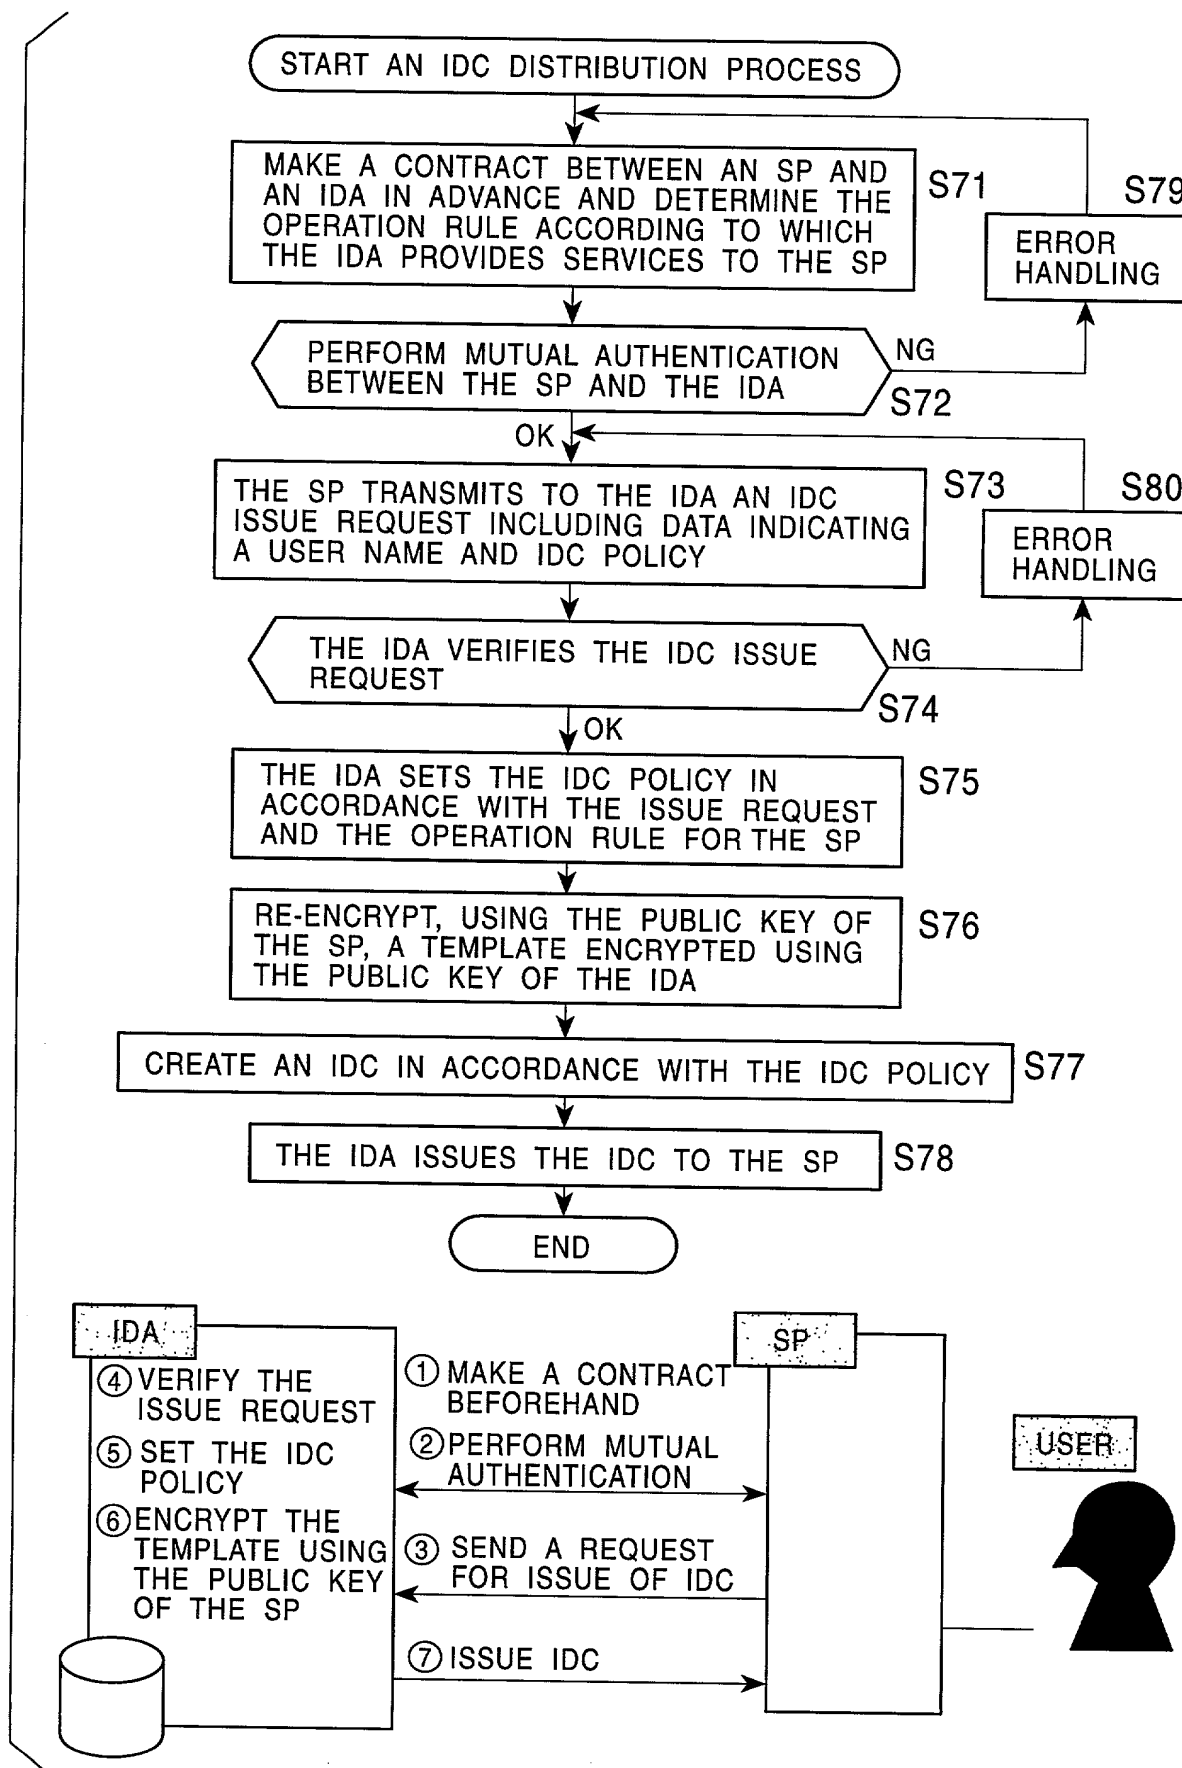 START AN IDC DISTRIBUTION PROCESS
MAKE A CONTRACT BETWEEN AN SP AND
AN IDA IN ADVANCE AND DETERMINE THE
OPERATION RULE ACCORDING TO WHICH
THE IDA PROVIDES SERVICES TO THE SP
S71
S79
ERROR
HANDLING
PERFORM MUTUAL AUTHENTICATION
BETWEEN THE SP AND THE IDA
NG
S72
OK
THE SP TRANSMITS TO THE IDA AN IDC
ISSUE REQUEST INCLUDING DATA INDICATING
A USER NAME AND IDC POLICY
S73
S80
ERROR
HANDLING
THE IDA VERIFIES THE IDC ISSUE
REQUEST
NG
S74
OK
THE IDA SETS THE IDC POLICY IN
ACCORDANCE WITH THE ISSUE REQUEST
AND THE OPERATION RULE FOR THE SP
S75
RE-ENCRYPT, USING THE PUBLIC KEY OF
THE SP, A TEMPLATE ENCRYPTED USING
THE PUBLIC KEY OF THE IDA
S76
CREATE AN IDC IN ACCORDANCE WITH THE IDC POLICY
S77
THE IDA ISSUES THE IDC TO THE SP
S78
END
IDA
④ VERIFY THE
ISSUE REQUEST
⑤ SET THE IDC
POLICY
⑥ ENCRYPT THE
TEMPLATE USING
THE PUBLIC KEY
OF THE SP
① MAKE A CONTRACT
BEFOREHAND
② PERFORM MUTUAL
AUTHENTICATION
③ SEND A REQUEST
FOR ISSUE OF IDC
⑦ ISSUE IDC
SP
USER